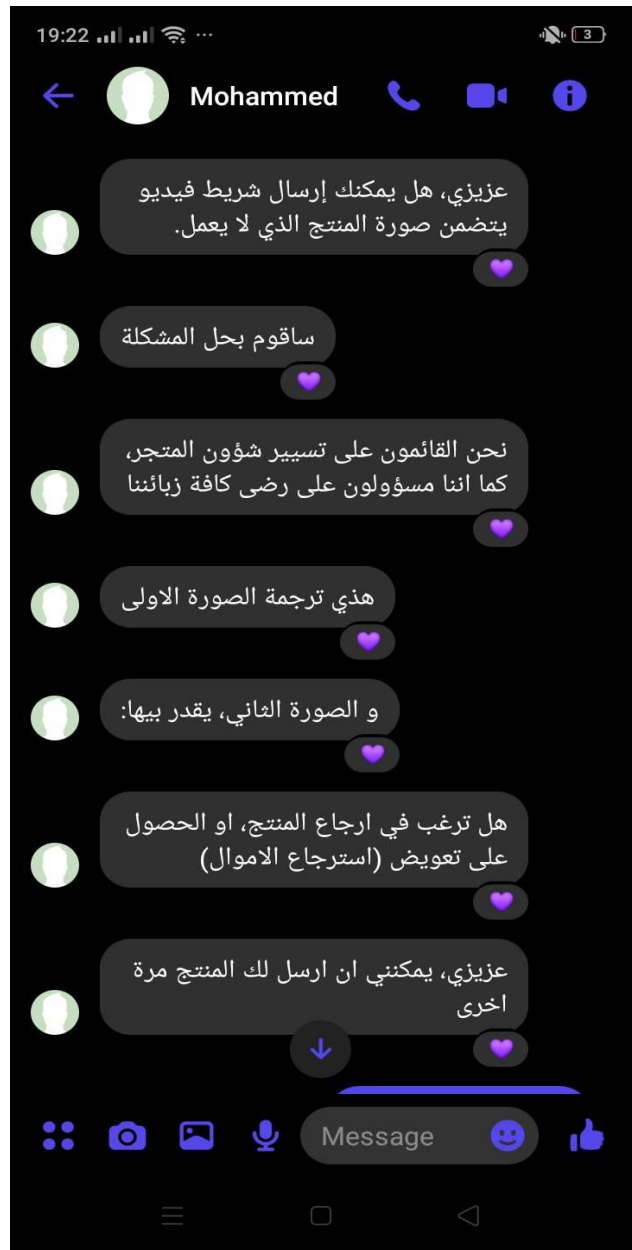 19:22
3
Mohammed
عزيزي، هل يمكنك إرسال شريط فيديو
يتضمن صورة المنتج الذي لا يعمل.
ساقوم بحل المشكلة
نحن القائمون على تسيير شؤون المتجر،
كما اننا مسؤولون على رضى كافة زبائننا
هذي ترجمة الصورة الاولى
و الصورة الثاني، يقدر بيها:
هل ترغب في ارجاع المنتج، او الحصول
على تعويض (استرجاع الاموال)
عزيزي، يمكنني ان ارسل لك المنتج مرة
اخرى
Message